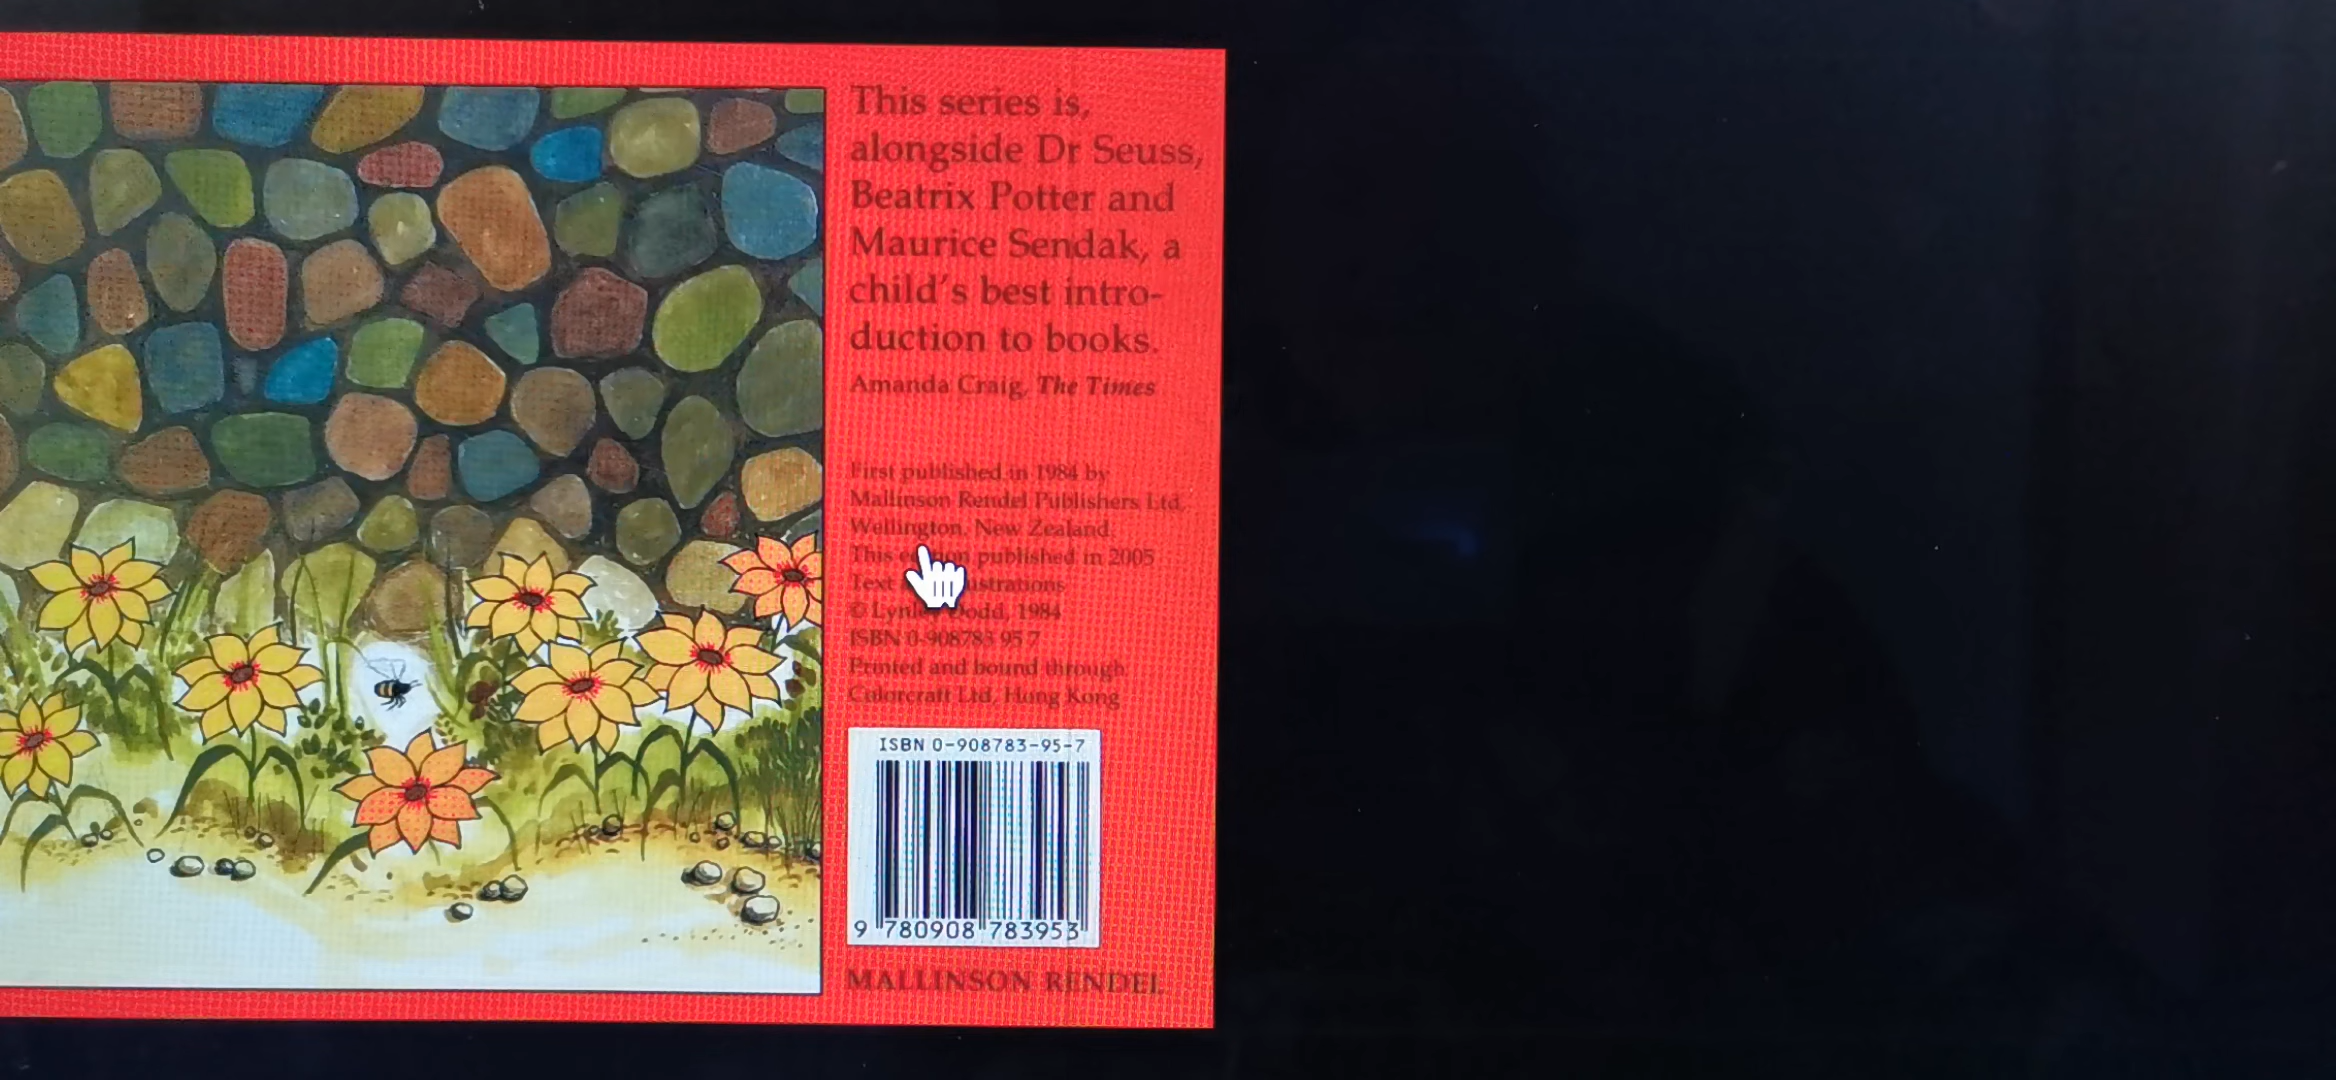 This series is,
alongside Dr Seuss,
Beatrix Potter and
Maurice Sendak, a
child's best intro-
duction to books.
Amanda Craig, The Times
First published in 1984 by
Mallinson Rendel Publishers Ltd,
Wellington, New Zealand
This edition published in 2005
Text ustrations
© Lynley Dodd, 1984
ISBN 0-908783 95 7
Printed and bound through
Colorcraft Ltd, Hong Kong
ISBN 0-908783-95-7
9 780908 783953
MALLINSON RENDEL